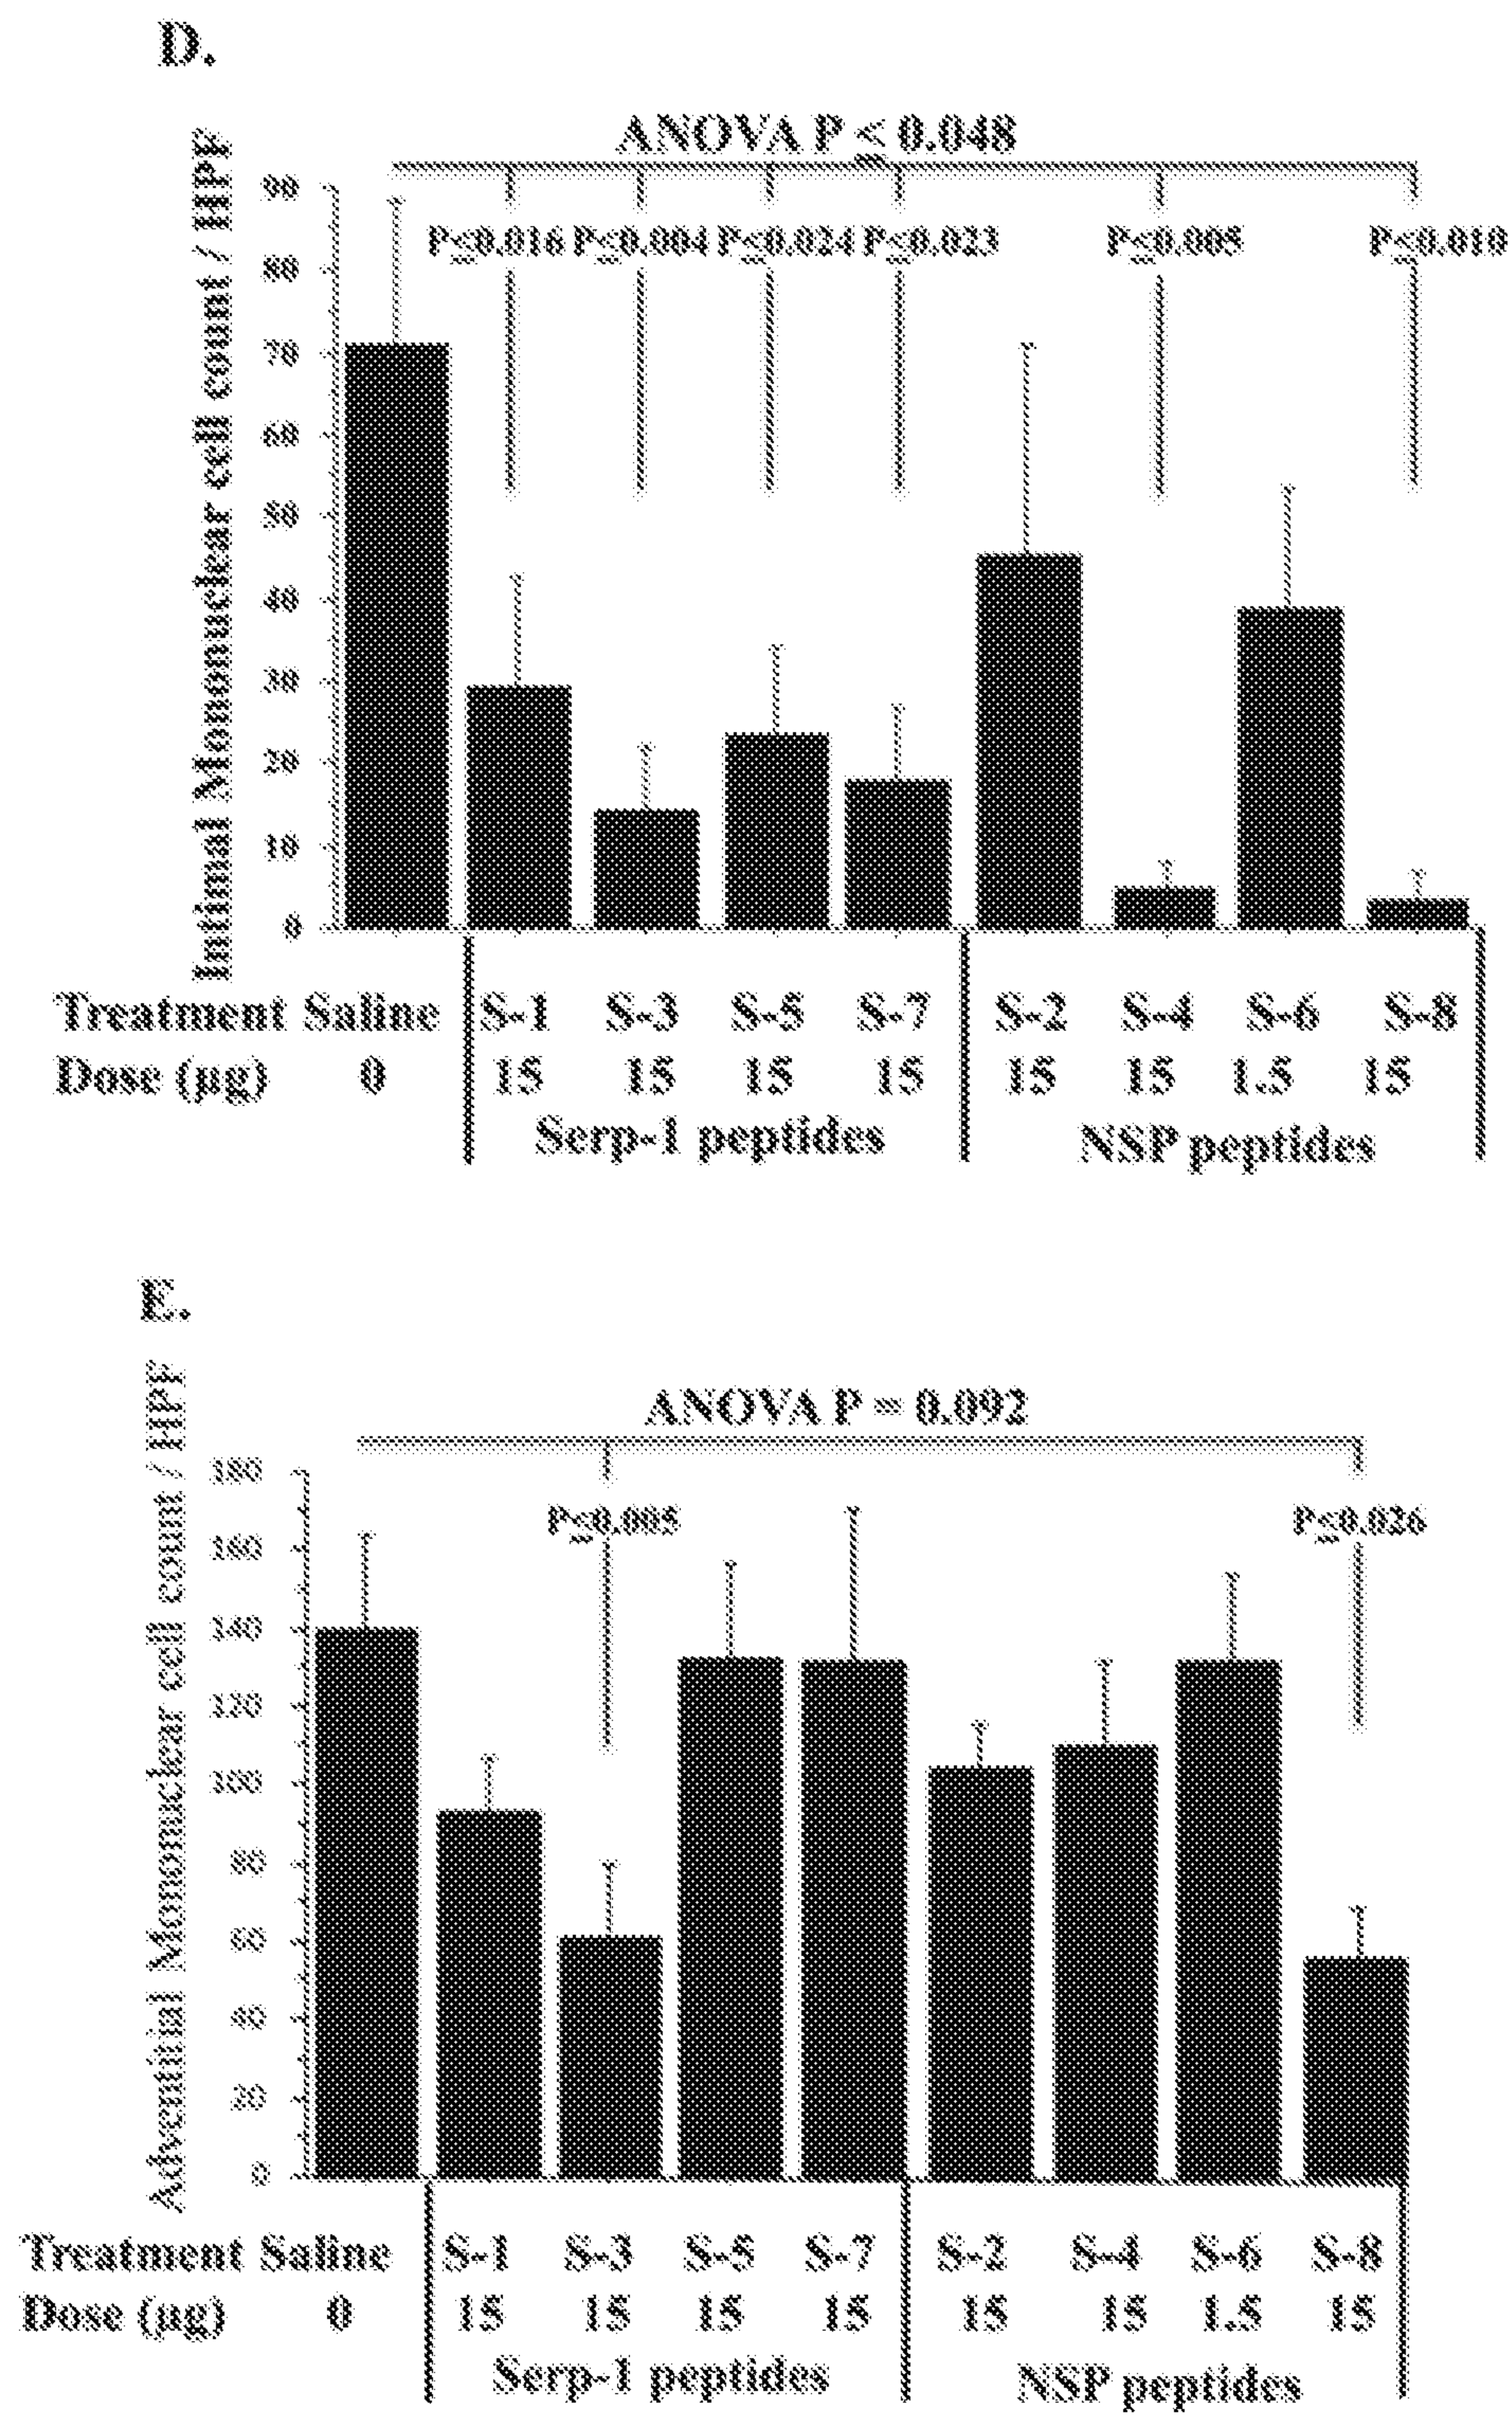 D.
ANOVA P ≤ 0.048
Intimal Mononuclear cell count / HPF
90
80
70
60
50
40
30
20
10
0
P≤0.016 P≤0.004 P≤0.024 P≤0.023 P≤0.005 P≤0.010
Treatment Saline S-1 S-3 S-5 S-7 S-2 S-4 S-6 S-8
Dose (µg) 0 15 15 15 15 15 15 1.5 15
Serp-1 peptides NSP peptides
E.
ANOVA P = 0.092
Adventitial Mononuclear cell count / HPF
180
160
140
120
100
80
60
40
20
0
P≤0.005 P≤0.026
Treatment Saline S-1 S-3 S-5 S-7 S-2 S-4 S-6 S-8
Dose (µg) 0 15 15 15 15 15 15 1.5 15
Serp-1 peptides NSP peptides